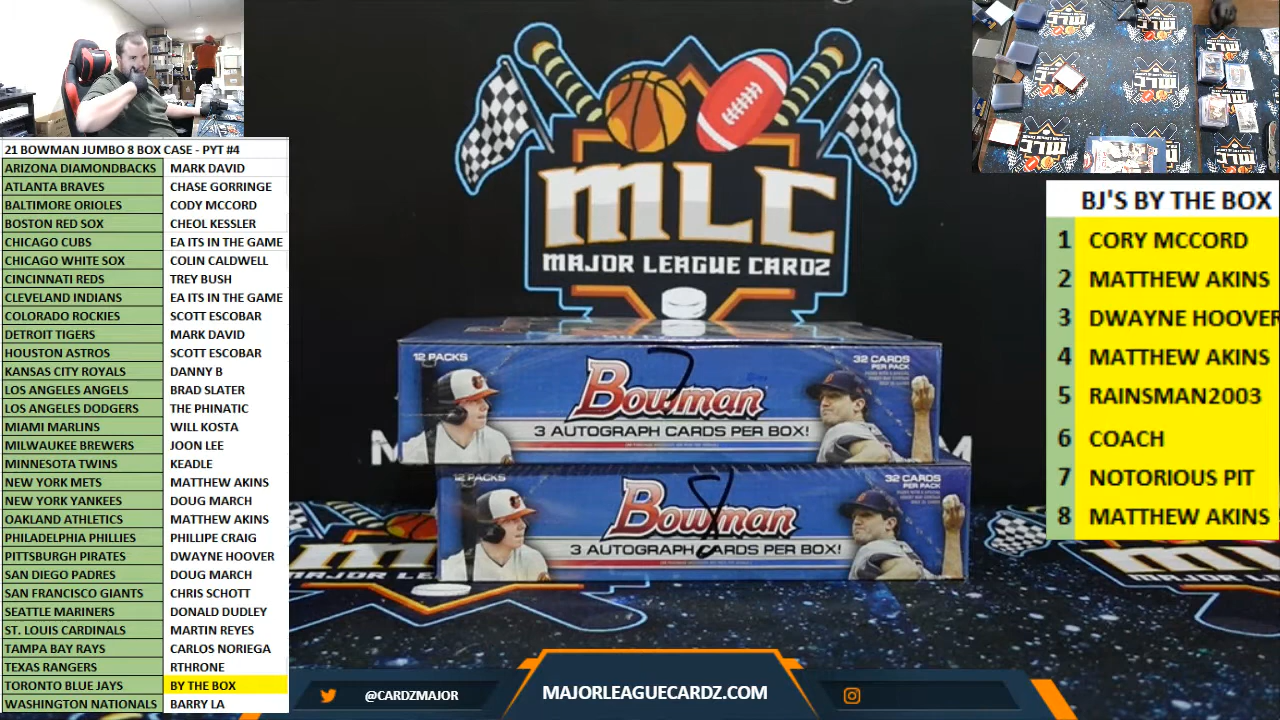 21 BOWMAN JUMBO 8 BOX CASE - PYT #4
ARIZONA DIAMONDBACKS MARK DAVID
ATLANTA BRAVES CHASE GORRINGE
BALTIMORE ORIOLES CODY MCCORD
BOSTON RED SOX CHEOL KESSLER
CHICAGO CUBS EA ITS IN THE GAME
CHICAGO WHITE SOX COLIN CALDWELL
CINCINNATI REDS TREY BUSH
CLEVELAND INDIANS EA ITS IN THE GAME
COLORADO ROCKIES SCOTT ESCOBAR
DETROIT TIGERS MARK DAVID
HOUSTON ASTROS SCOTT ESCOBAR
KANSAS CITY ROYALS DANNY B
LOS ANGELES ANGELS BRAD SLATER
LOS ANGELES DODGERS THE PHINATIC
MIAMI MARLINS WILL KOSTA
MILWAUKEE BREWERS JOON LEE
MINNESOTA TWINS KEADLE
NEW YORK METS MATTHEW AKINS
NEW YORK YANKEES DOUG MARCH
OAKLAND ATHLETICS MATTHEW AKINS
PHILADELPHIA PHILLIES PHILLIPE CRAIG
PITTSBURGH PIRATES DWAYNE HOOVER
SAN DIEGO PADRES DOUG MARCH
SAN FRANCISCO GIANTS CHRIS SCHOTT
SEATTLE MARINERS DONALD DUDLEY
ST. LOUIS CARDINALS MARTIN REYES
TAMPA BAY RAYS CARLOS NORIEGA
TEXAS RANGERS RTHRONE
TORONTO BLUE JAYS BY THE BOX
WASHINGTON NATIONALS BARRY LA
MLC
MAJOR LEAGUE CARDZ
12 PACKS
32 CARDS
PER PACK
7
Bowman
3 AUTOGRAPH CARDS PER BOX!
12 PACKS
32 CARDS
PER PACK
8
Bowman
3 AUTOGRAPH CARDS PER BOX!
BJ'S BY THE BOX
1 CORY MCCORD
2 MATTHEW AKINS
3 DWAYNE HOOVER
4 MATTHEW AKINS
5 RAINSMAN2003
6 COACH
7 NOTORIOUS PIT
8 MATTHEW AKINS
@CARDZMAJOR
MAJORLEAGUECARDZ.COM